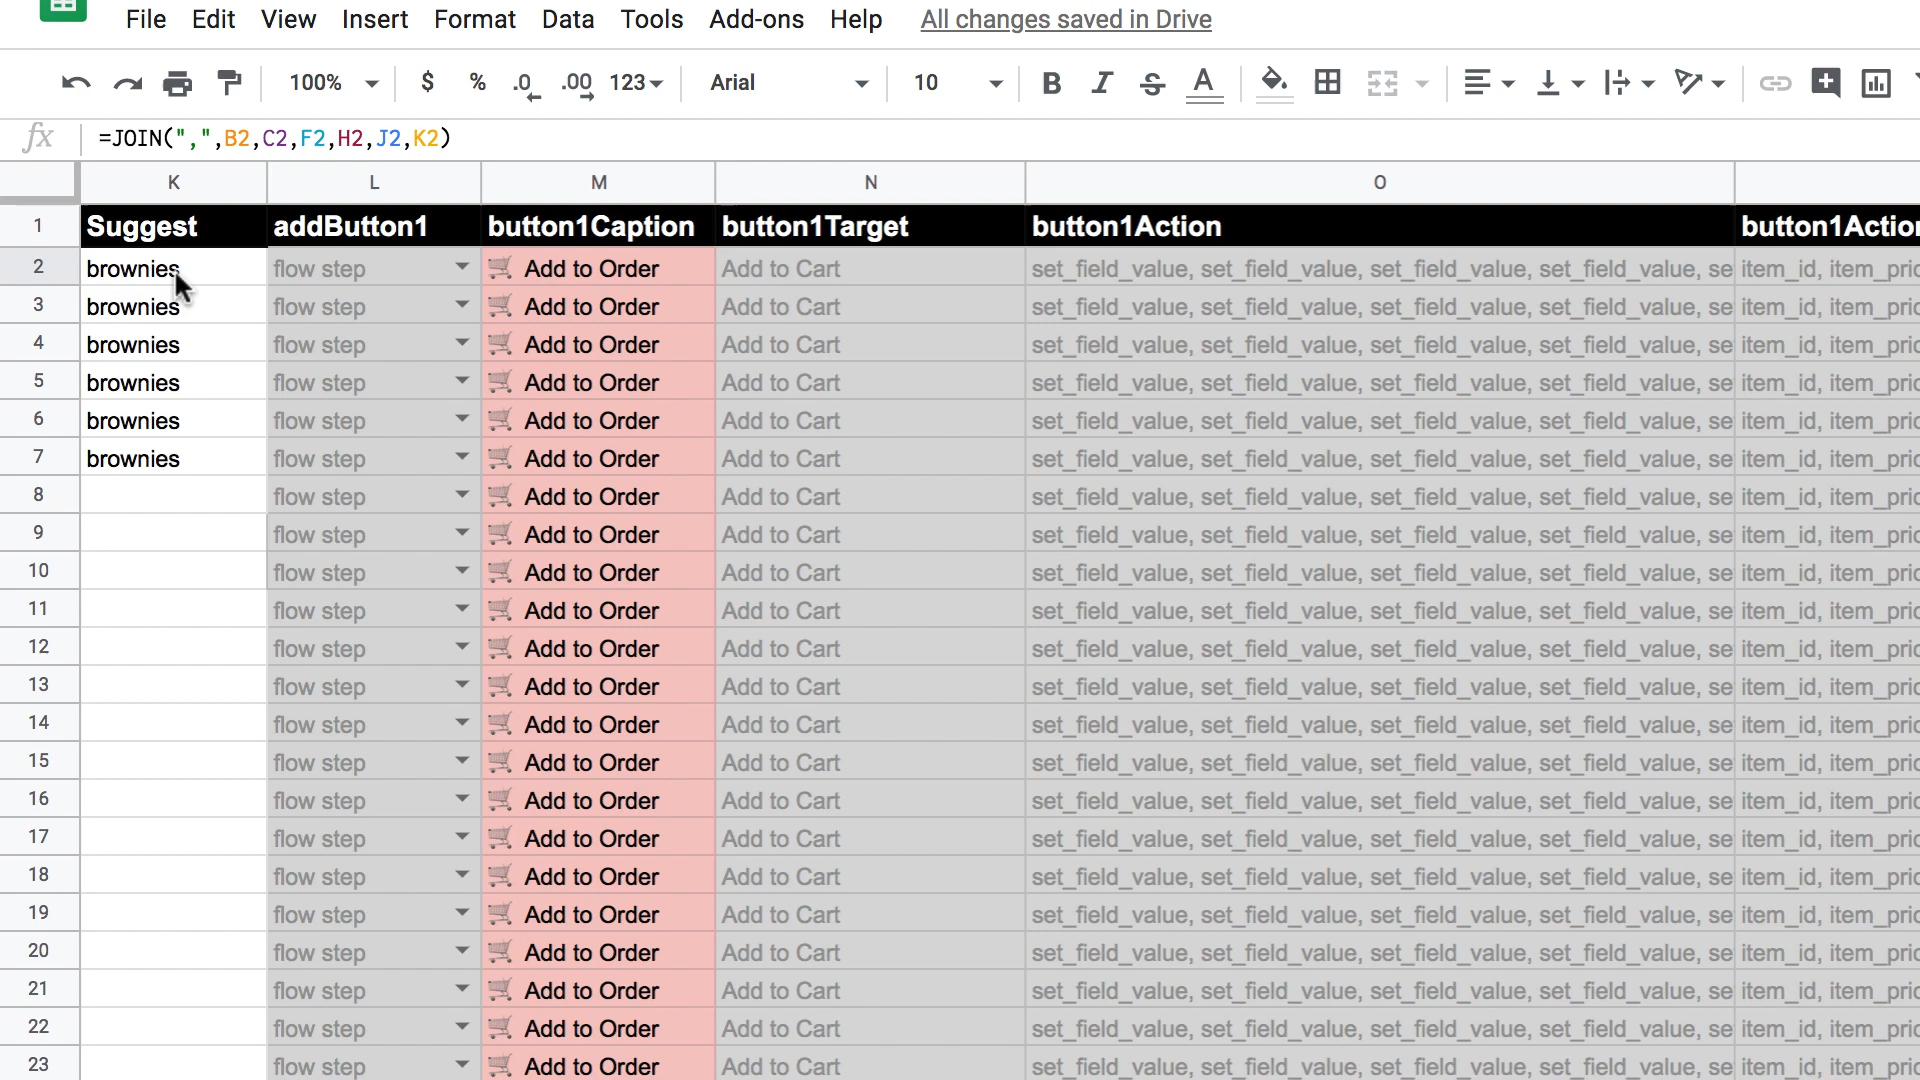 File Edit View Insert Format Data Tools Add-ons Help All changes saved in Drive
100% $ % .0 .00 123 Arial 10 B I S A
fx =JOIN(",",B2,C2,F2,H2,J2,K2)
K L M N O
1 Suggest addButton1 button1Caption button1Target button1Action button1Action
2 brownies flow step Add to Order Add to Cart set_field_value, set_field_value, set_field_value, set_field_value, se item_id, item_pric
3 brownies flow step Add to Order Add to Cart set_field_value, set_field_value, set_field_value, set_field_value, se item_id, item_pric
4 brownies flow step Add to Order Add to Cart set_field_value, set_field_value, set_field_value, set_field_value, se item_id, item_pric
5 brownies flow step Add to Order Add to Cart set_field_value, set_field_value, set_field_value, set_field_value, se item_id, item_pric
6 brownies flow step Add to Order Add to Cart set_field_value, set_field_value, set_field_value, set_field_value, se item_id, item_pric
7 brownies flow step Add to Order Add to Cart set_field_value, set_field_value, set_field_value, set_field_value, se item_id, item_pric
8 flow step Add to Order Add to Cart set_field_value, set_field_value, set_field_value, set_field_value, se item_id, item_pric
9 flow step Add to Order Add to Cart set_field_value, set_field_value, set_field_value, set_field_value, se item_id, item_pric
10 flow step Add to Order Add to Cart set_field_value, set_field_value, set_field_value, set_field_value, se item_id, item_pric
11 flow step Add to Order Add to Cart set_field_value, set_field_value, set_field_value, set_field_value, se item_id, item_pric
12 flow step Add to Order Add to Cart set_field_value, set_field_value, set_field_value, set_field_value, se item_id, item_pric
13 flow step Add to Order Add to Cart set_field_value, set_field_value, set_field_value, set_field_value, se item_id, item_pric
14 flow step Add to Order Add to Cart set_field_value, set_field_value, set_field_value, set_field_value, se item_id, item_pric
15 flow step Add to Order Add to Cart set_field_value, set_field_value, set_field_value, set_field_value, se item_id, item_pric
16 flow step Add to Order Add to Cart set_field_value, set_field_value, set_field_value, set_field_value, se item_id, item_pric
17 flow step Add to Order Add to Cart set_field_value, set_field_value, set_field_value, set_field_value, se item_id, item_pric
18 flow step Add to Order Add to Cart set_field_value, set_field_value, set_field_value, set_field_value, se item_id, item_pric
19 flow step Add to Order Add to Cart set_field_value, set_field_value, set_field_value, set_field_value, se item_id, item_pric
20 flow step Add to Order Add to Cart set_field_value, set_field_value, set_field_value, set_field_value, se item_id, item_pric
21 flow step Add to Order Add to Cart set_field_value, set_field_value, set_field_value, set_field_value, se item_id, item_pric
22 flow step Add to Order Add to Cart set_field_value, set_field_value, set_field_value, set_field_value, se item_id, item_pric
23 flow step Add to Order Add to Cart set_field_value, set_field_value, set_field_value, set_field_value, se item_id, item_pric